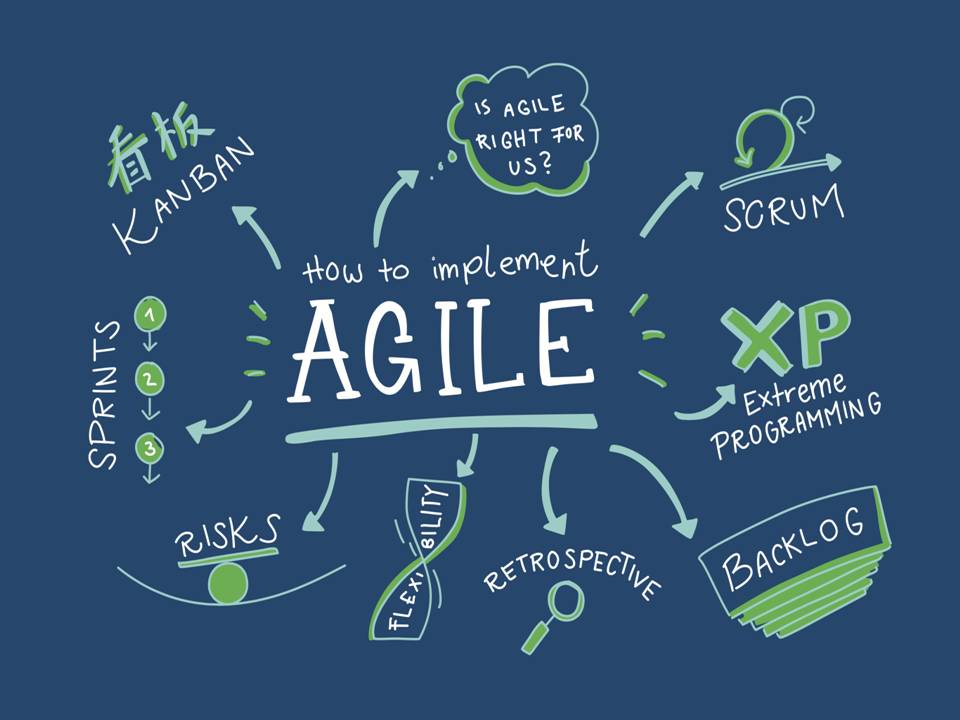 看板
KANBAN
IS AGILE
RIGHT FOR
US?
SCRUM
How to implement
AGILE
SPRINTS
1
2
3
XP
Extreme
PROGRAMMING
RISKS
FLEXIBILITY
RETROSPECTIVE
BACKLOG